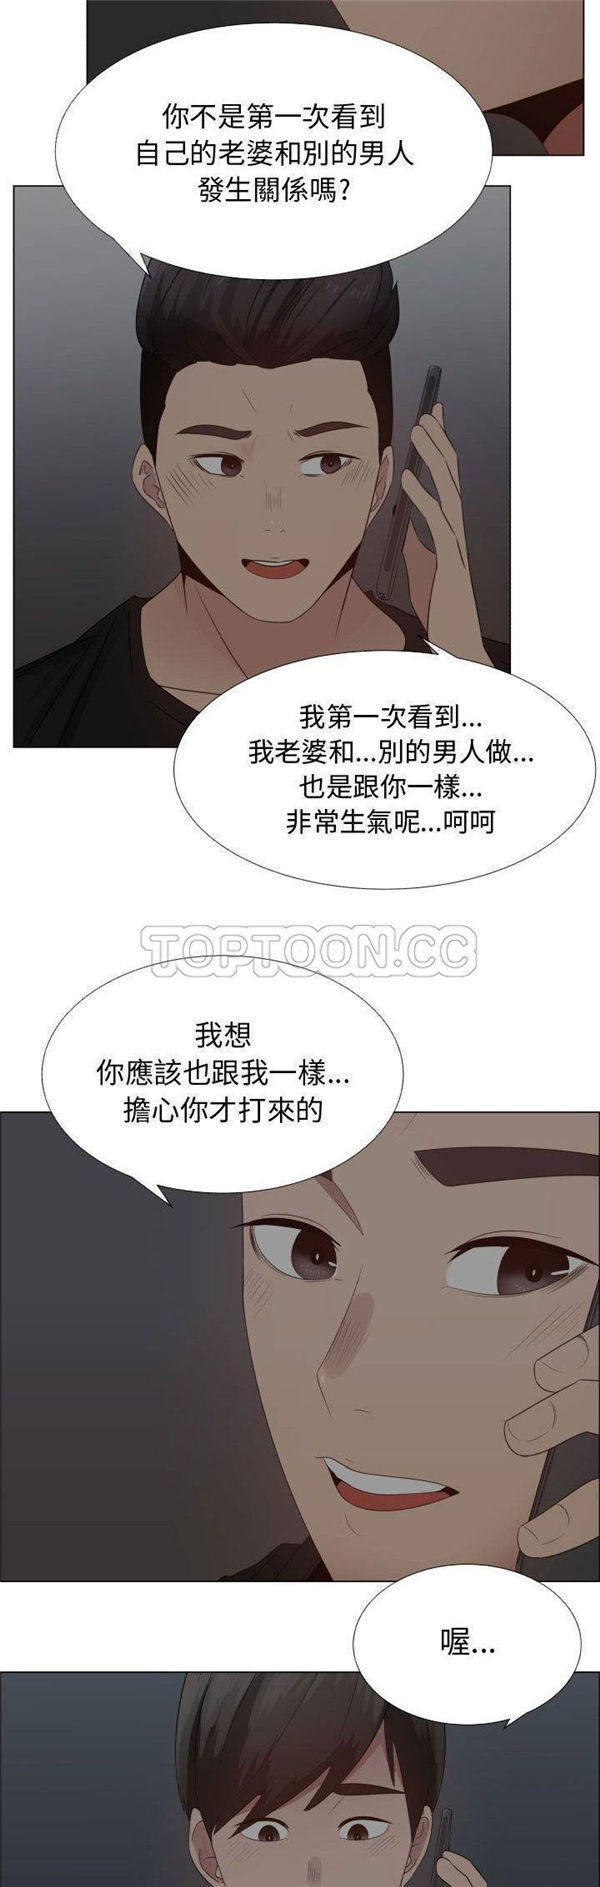 你不是第一次看到
自己的老婆和別的男人
發生關係嗎?
我第一次看到...
我老婆和...別的男人做...
也是跟你一樣...
非常生氣呢...呵呵
TOPTOON.CC
我想
你應該也跟我一樣...
擔心你才打來的
喔...